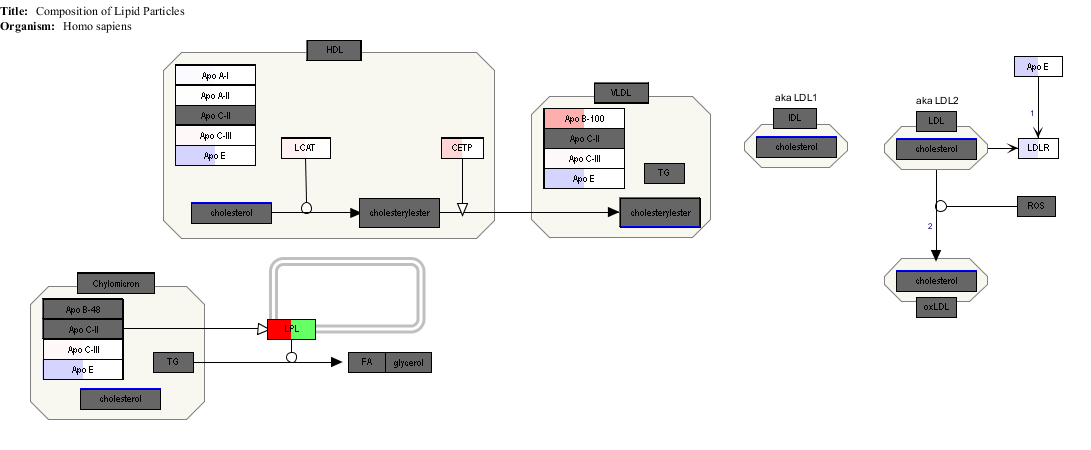 Title: Composition of Lipid Particles
Organism: Homo sapiens
HDL
Apo A-I
Apo A-II
Apo C-II
Apo C-III
Apo E
LCAT
CETP
cholesterol
cholesterylester
VLDL
Apo B-100
Apo C-II
Apo C-III
Apo E
TG
cholesterylester
aka LDL1
IDL
cholesterol
aka LDL2
LDL
cholesterol
Apo E
1
LDLR
ROS
2
cholesterol
oxLDL
Chylomicron
Apo B-48
Apo C-II
Apo C-III
Apo E
TG
cholesterol
LPL
FA glycerol